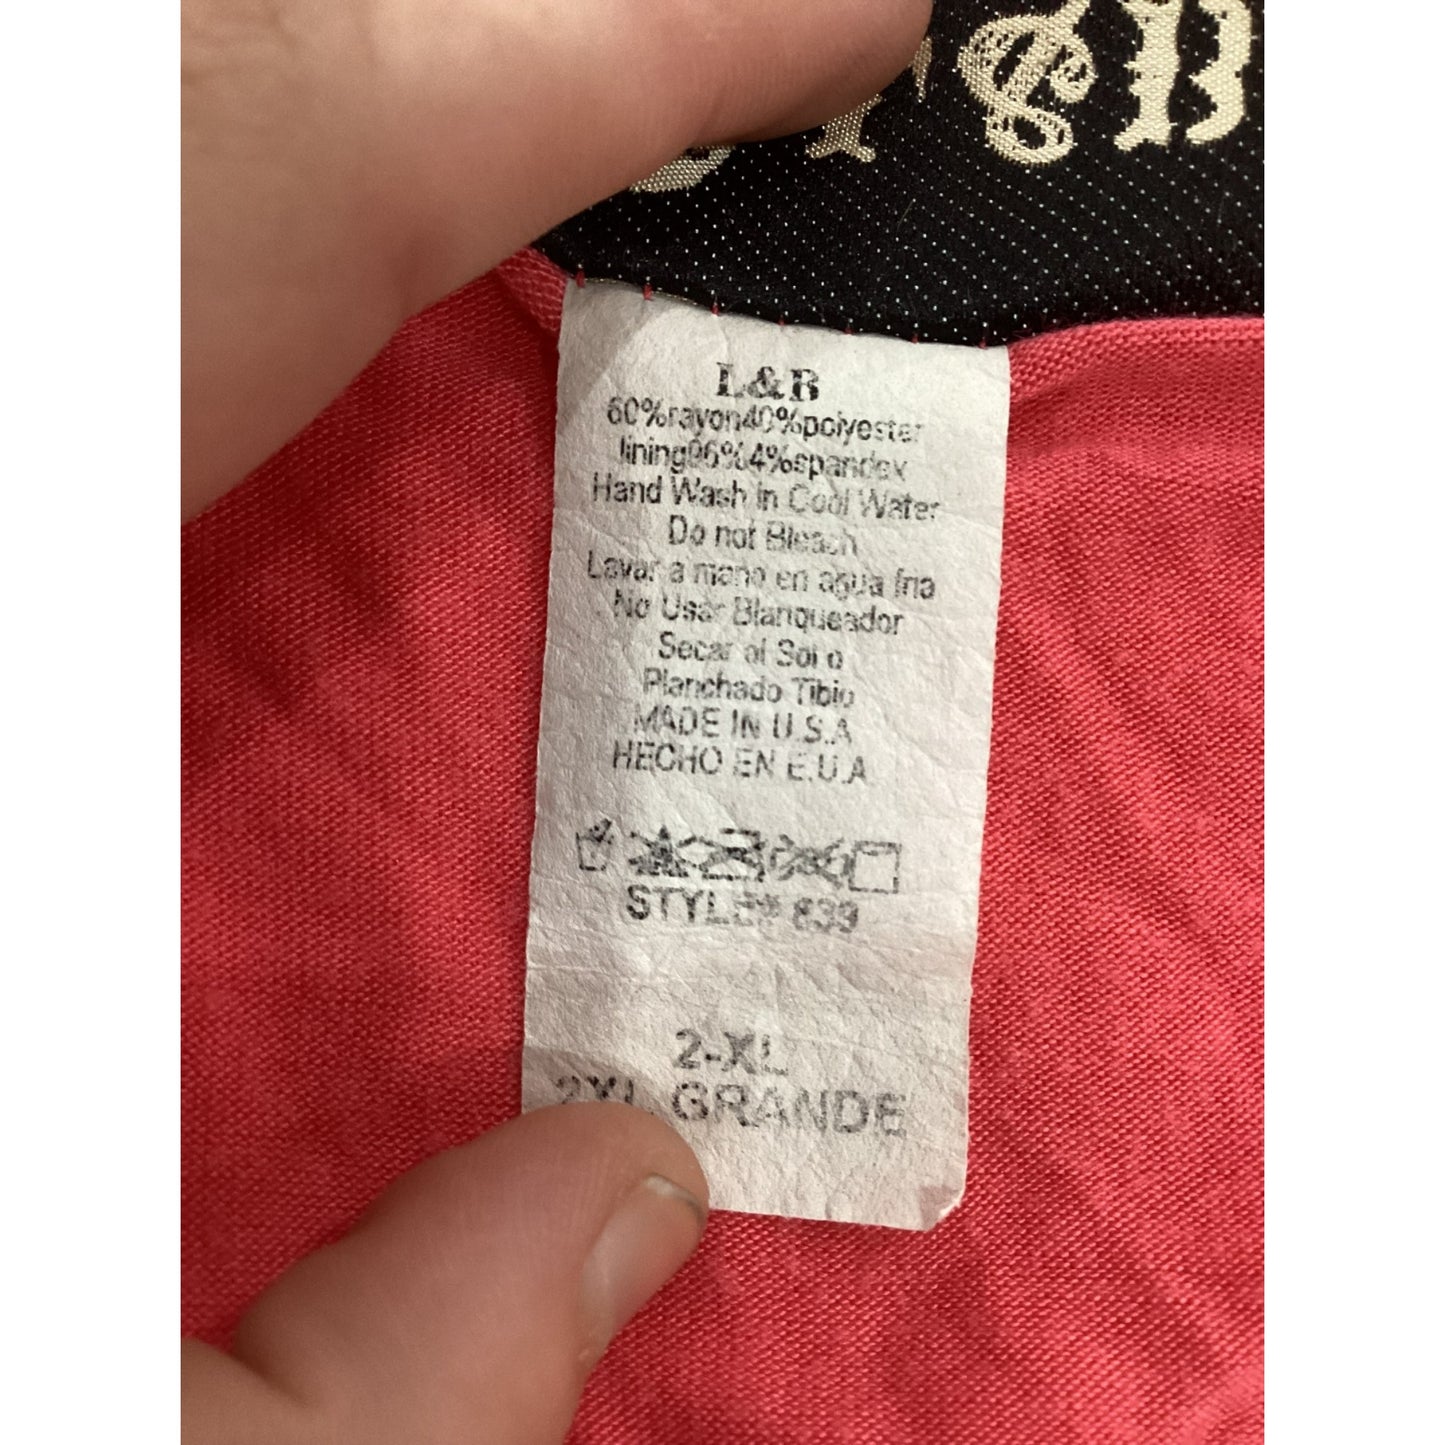 L&B
60%rayon40%polyester
lining96%4%spandex
Hand Wash in Cool Water
Do not Bleach
Lavar a mano en agua fria
No Usar Blanqueador
Secar al Sol o
Planchado Tibio
MADE IN U.S.A
HECHO EN E.U.A.
STYLE# 839
2-XL
2XL GRANDE